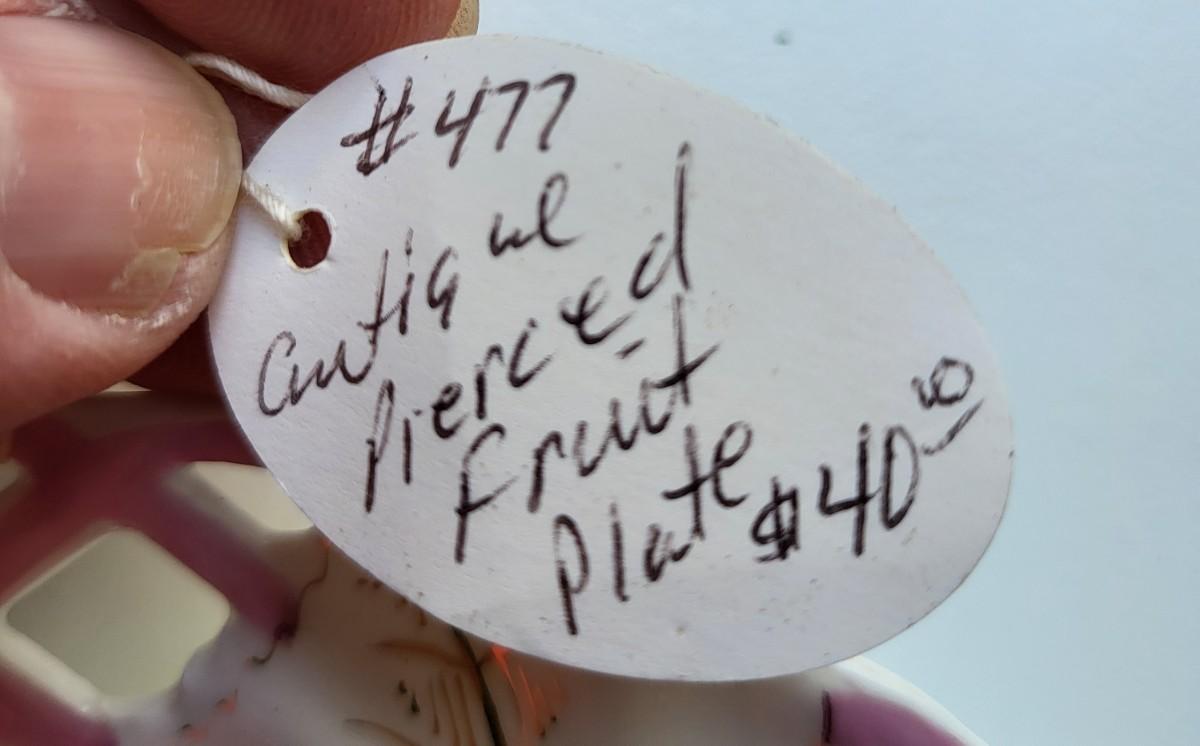 #477
antique
pierced
fruit
plate $40.00